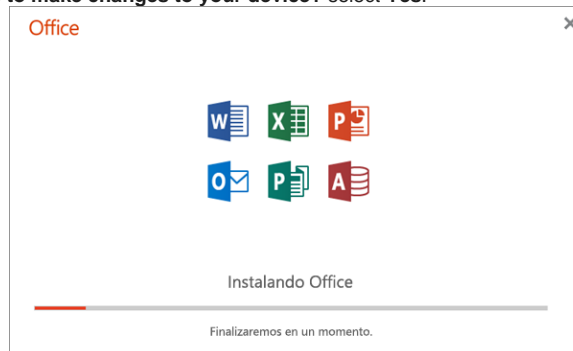 to make changes to your device? select Yes.
Office
W X P
O P A
Instalando Office
Finalizaremos en un momento.